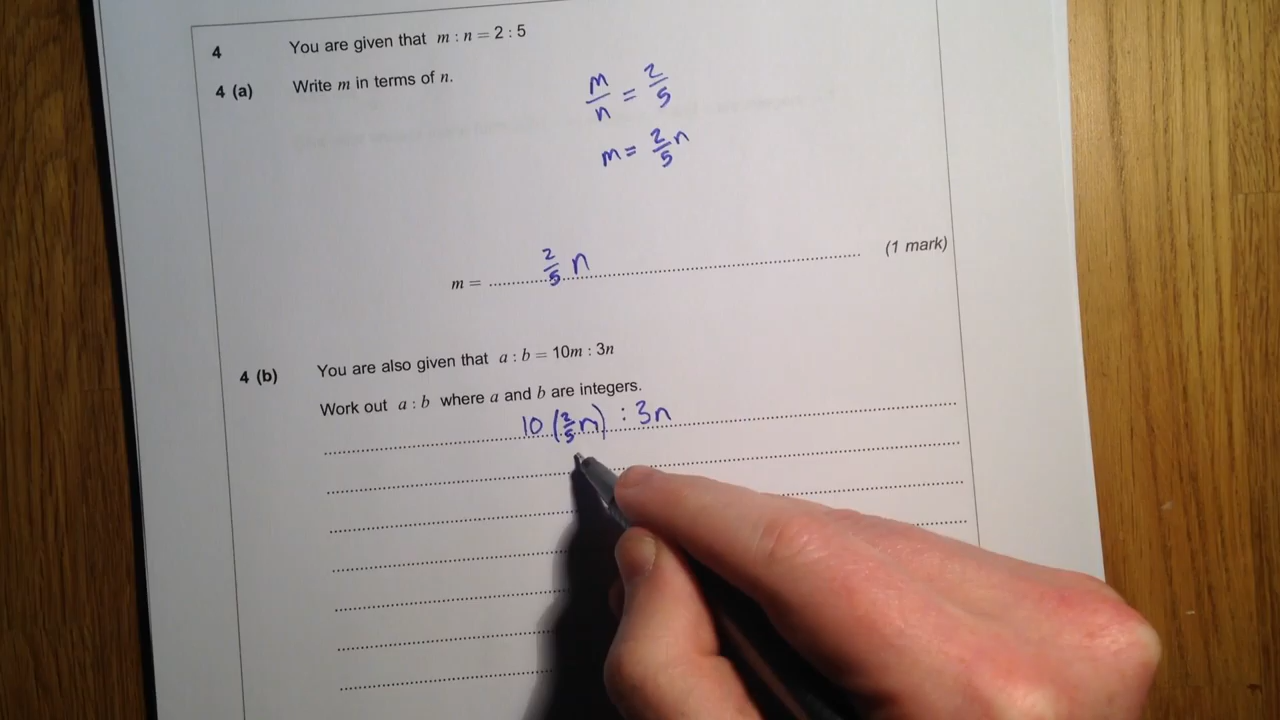 4 You are given that m : n = 2 : 5
4 (a) Write m in terms of n.
m/n = 2/5
m = 2/5 n
m = 2/5 n (1 mark)
4 (b) You are also given that a : b = 10m : 3n
Work out a : b where a and b are integers.
10 (2/5 n) : 3n